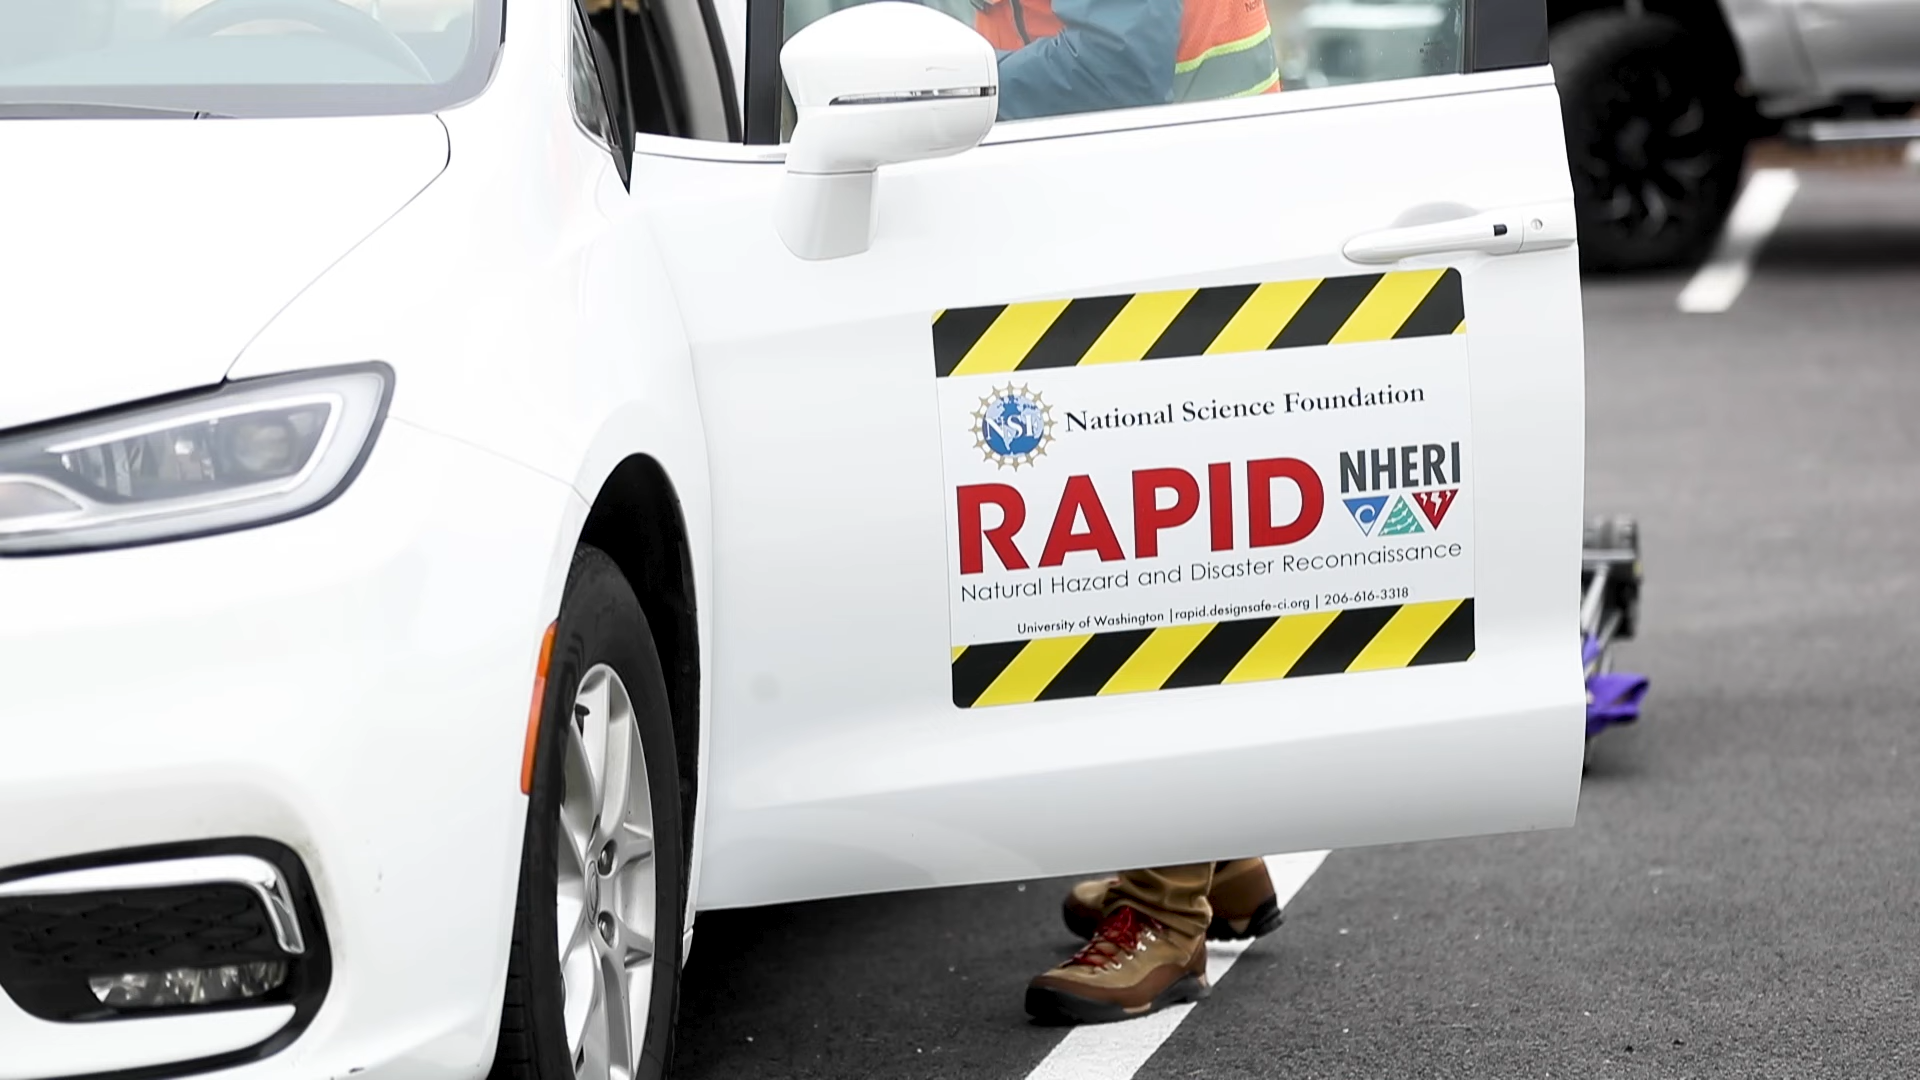 NSF
National Science Foundation
RAPID
NHERI
Natural Hazard and Disaster Reconnaissance
University of Washington | rapid.designsafe-ci.org | 206-616-3318